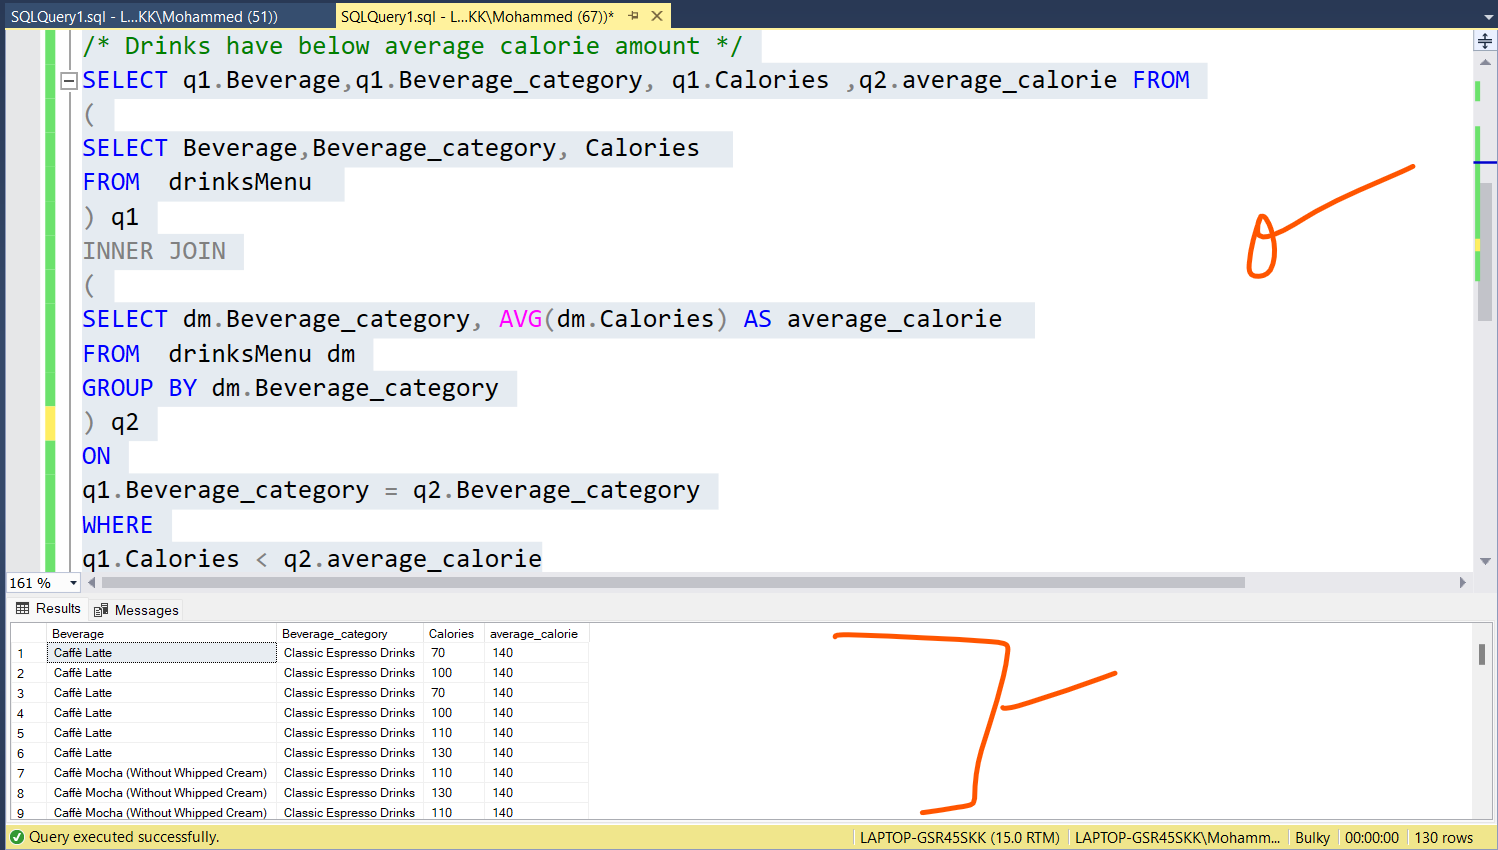 SQLQuery1.sql - L...KK\Mohammed (51))
SQLQuery1.sql - L...KK\Mohammed (67))*
/* Drinks have below average calorie amount */
SELECT q1.Beverage,q1.Beverage_category, q1.Calories ,q2.average_calorie FROM
(
SELECT Beverage,Beverage_category, Calories
FROM  drinksMenu
) q1
INNER JOIN
(
SELECT dm.Beverage_category, AVG(dm.Calories) AS average_calorie
FROM  drinksMenu dm
GROUP BY dm.Beverage_category
) q2
ON
q1.Beverage_category = q2.Beverage_category
WHERE
q1.Calories < q2.average_calorie
161 %
Results Messages
Beverage Beverage_category Calories average_calorie
1 Caffè Latte Classic Espresso Drinks 70 140
2 Caffè Latte Classic Espresso Drinks 100 140
3 Caffè Latte Classic Espresso Drinks 70 140
4 Caffè Latte Classic Espresso Drinks 100 140
5 Caffè Latte Classic Espresso Drinks 110 140
6 Caffè Latte Classic Espresso Drinks 130 140
7 Caffè Mocha (Without Whipped Cream) Classic Espresso Drinks 110 140
8 Caffè Mocha (Without Whipped Cream) Classic Espresso Drinks 130 140
9 Caffè Mocha (Without Whipped Cream) Classic Espresso Drinks 110 140
Query executed successfully. LAPTOP-GSR45SKK (15.0 RTM) LAPTOP-GSR45SKK\Mohamm... Bulky 00:00:00 130 rows